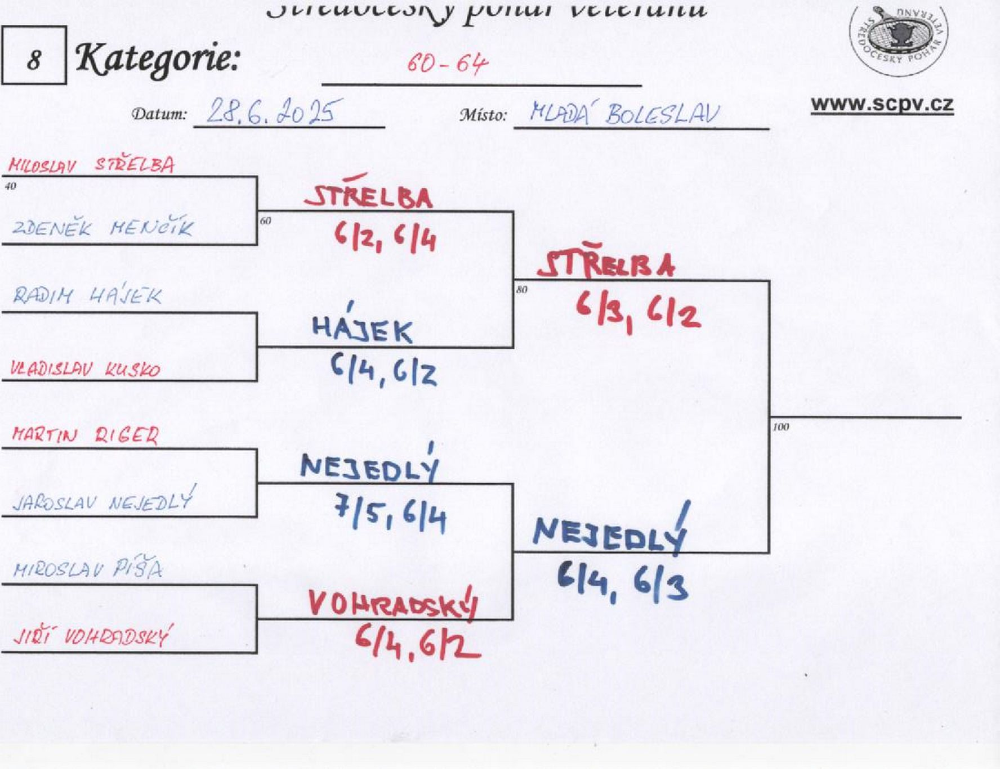 Středočeský pohár veteránů
STŘEDOČESKÝ POHÁR VETERÁNŮ
8 Kategorie: 60-64
www.scpv.cz
Datum: 28.6.2025 Místo: MLADÁ BOLESLAV
MILOSLAV STŘELBA
40
STŘELBA
60
ZDENĚK MENČÍK
6/2, 6/4
STŘELBA
80
RADIM HÁJEK
6/3, 6/2
HÁJEK
VLADISLAV KUSKO
6/4, 6/2
100
MARTIN RIGER
NEJEDLÝ
JAROSLAV NEJEDLÝ
7/5, 6/4
NEJEDLÝ
MIROSLAV PÍŠA
6/4, 6/3
VOHRADSKÝ
JIŘÍ VOHRADSKÝ
6/4, 6/2